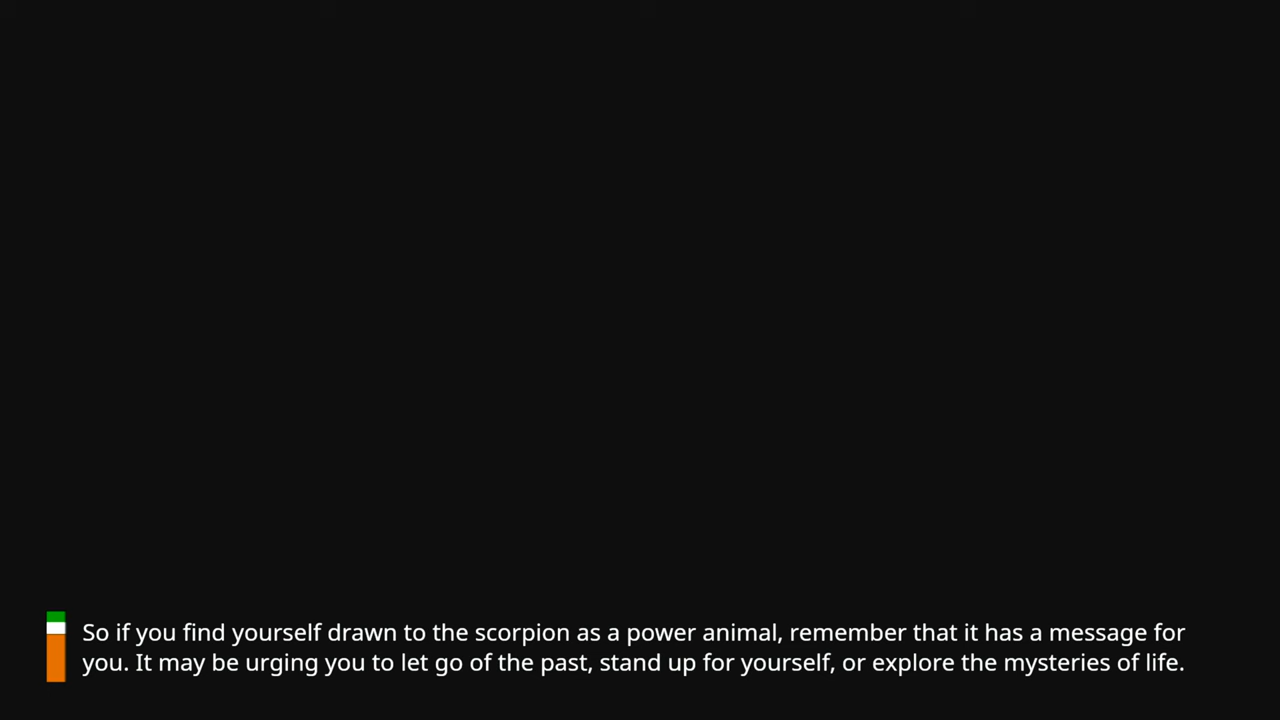 So if you find yourself drawn to the scorpion as a power animal, remember that it has a message for
you. It may be urging you to let go of the past, stand up for yourself, or explore the mysteries of life.